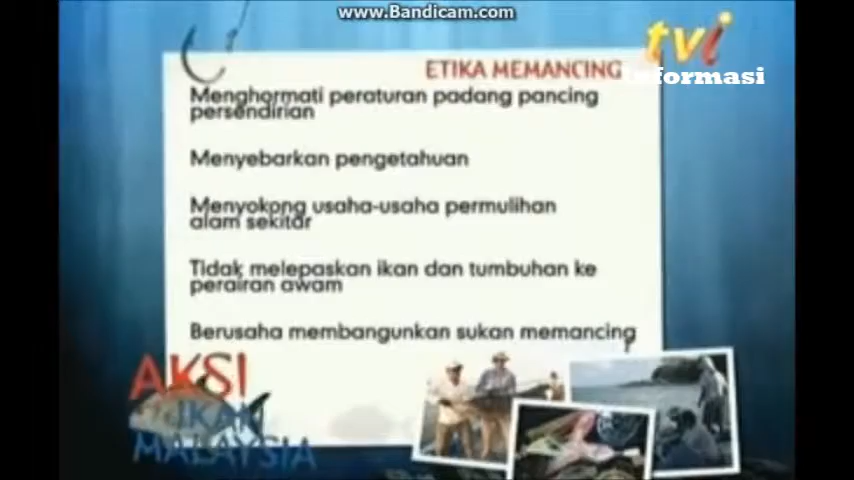 www.Bandicam.com
tvi
informasi
ETIKA MEMANCING
Menghormati peraturan padang pancing
persendirian
Menyebarkan pengetahuan
Menyokong usaha-usaha permulihan
alam sekitar
Tidak melepaskan ikan dan tumbuhan ke
perairan awam
Berusaha membangunkan sukan memancing
AKSI
IKAN
MALAYSIA